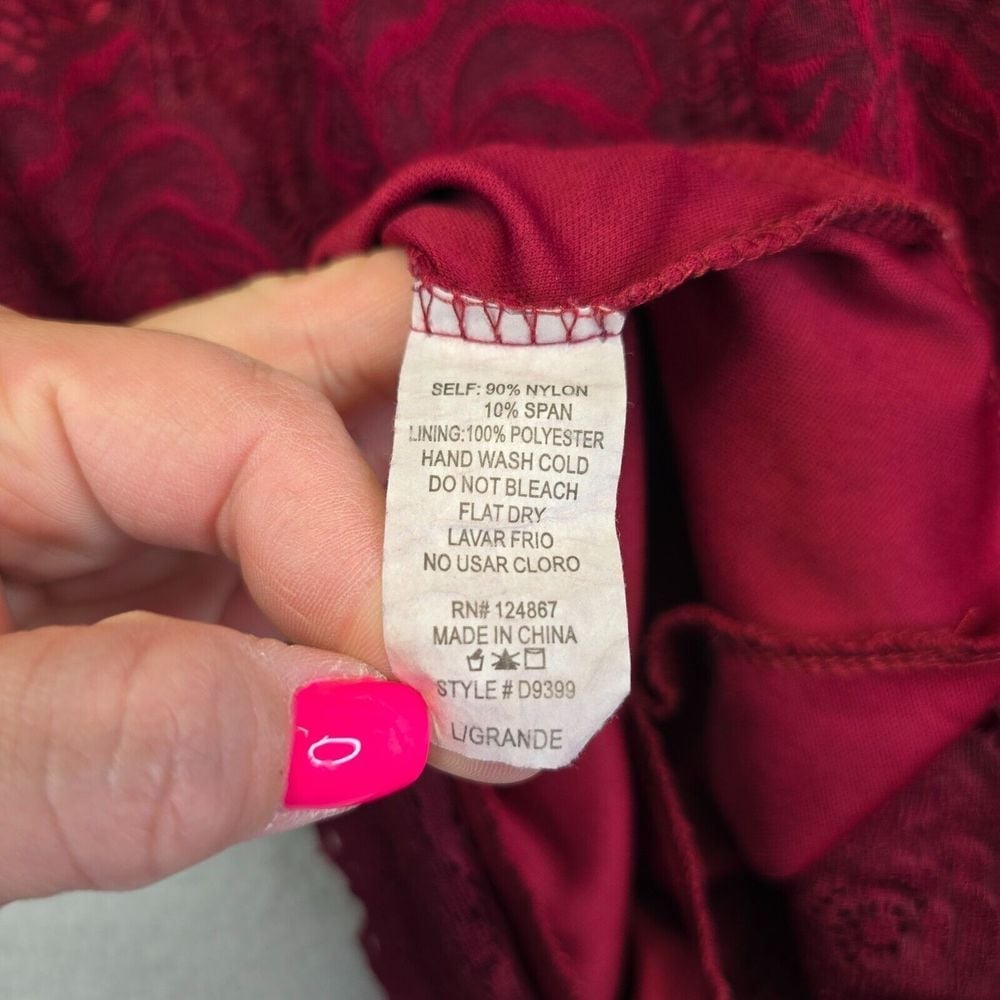 SELF: 90% NYLON
10% SPAN
LINING:100% POLYESTER
HAND WASH COLD
DO NOT BLEACH
FLAT DRY
LAVAR FRIO
NO USAR CLORO
RN# 124867
MADE IN CHINA
STYLE # D9399
L/GRANDE